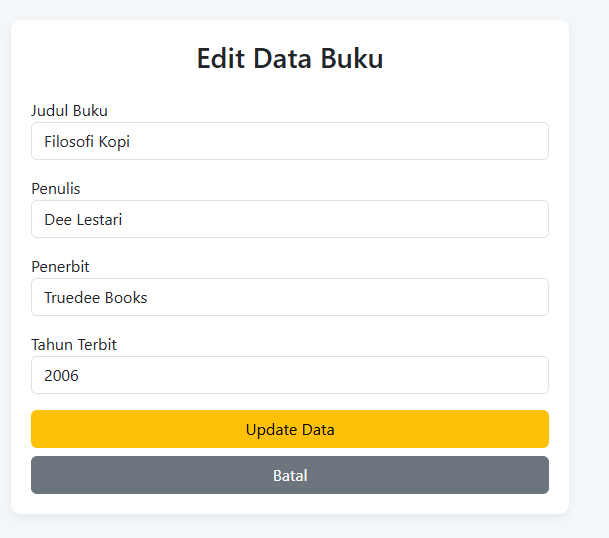 Edit Data Buku
Judul Buku
Filosofi Kopi
Penulis
Dee Lestari
Penerbit
Truedee Books
Tahun Terbit
2006
Update Data
Batal